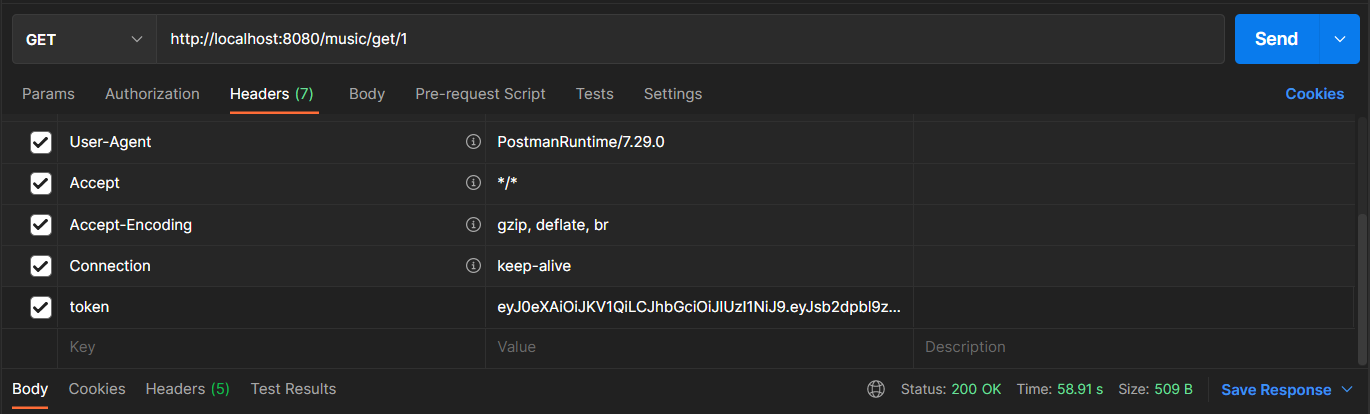 GET http://localhost:8080/music/get/1 Send
Params Authorization Headers (7) Body Pre-request Script Tests Settings Cookies
User-Agent PostmanRuntime/7.29.0
Accept */*
Accept-Encoding gzip, deflate, br
Connection keep-alive
token eyJ0eXAiOiJKV1QiLCJhbGciOiJIUzI1NiJ9.eyJsb2dpbl9z...
Key Value Description
Body Cookies Headers (5) Test Results Status: 200 OK Time: 58.91 s Size: 509 B Save Response